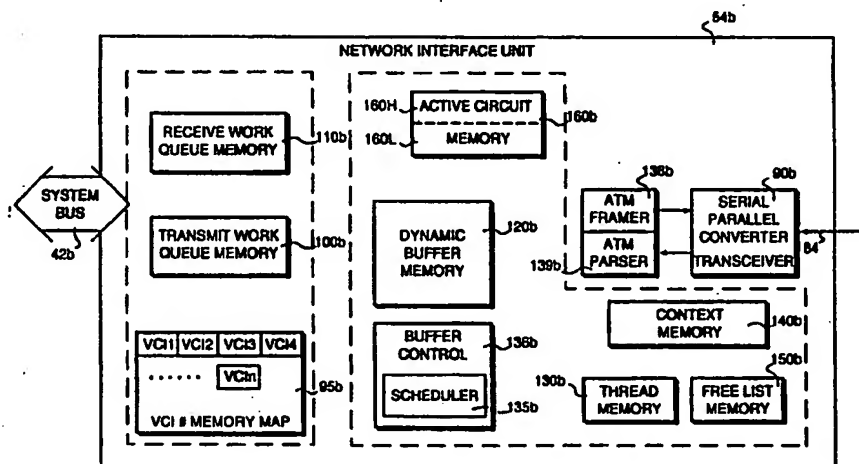 54b
NETWORK INTERFACE UNIT
RECEIVE WORK
QUEUE MEMORY
110b
160H
ACTIVE CIRCUIT
160L
MEMORY
160b
SYSTEM
BUS
42b
TRANSMIT WORK
QUEUE MEMORY
100b
DYNAMIC
BUFFER
MEMORY
120b
138b
ATM
FRAMER
ATM
PARSER
139b
90b
SERIAL
PARALLEL
CONVERTER
TRANSCEIVER
84
CONTEXT
MEMORY
140b
VCI1 VCI2 VCI3 VCI4
...... VCIn
VCI # MEMORY MAP
95b
BUFFER
CONTROL
136b
SCHEDULER
135b
130b
THREAD
MEMORY
150b
FREE LIST
MEMORY